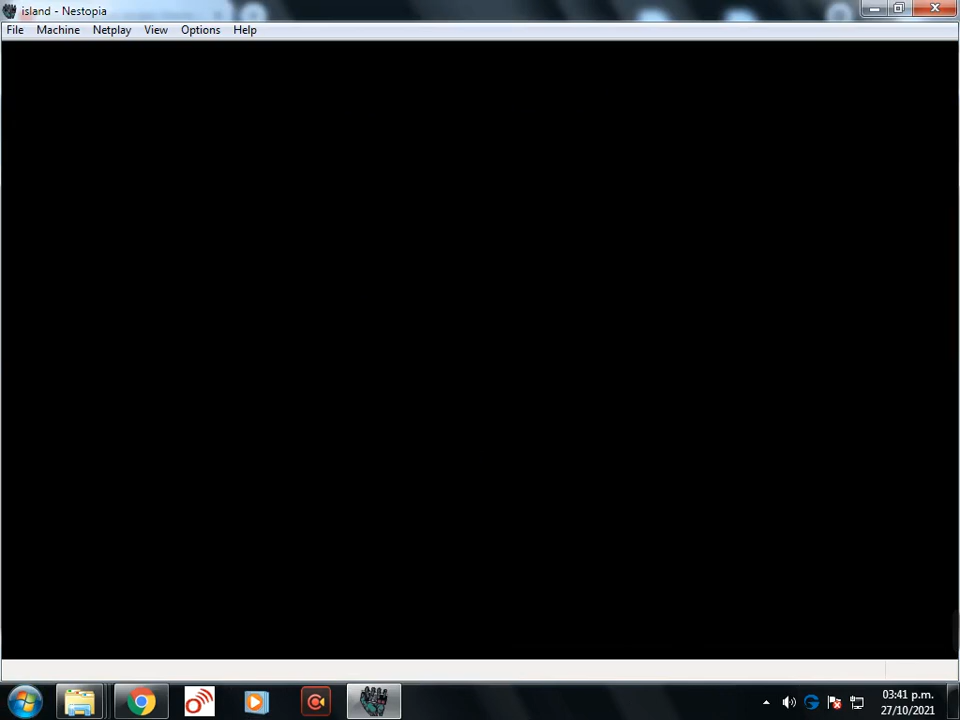 island - Nestopia
File Machine Netplay View Options Help
03:41 p.m.
27/10/2021